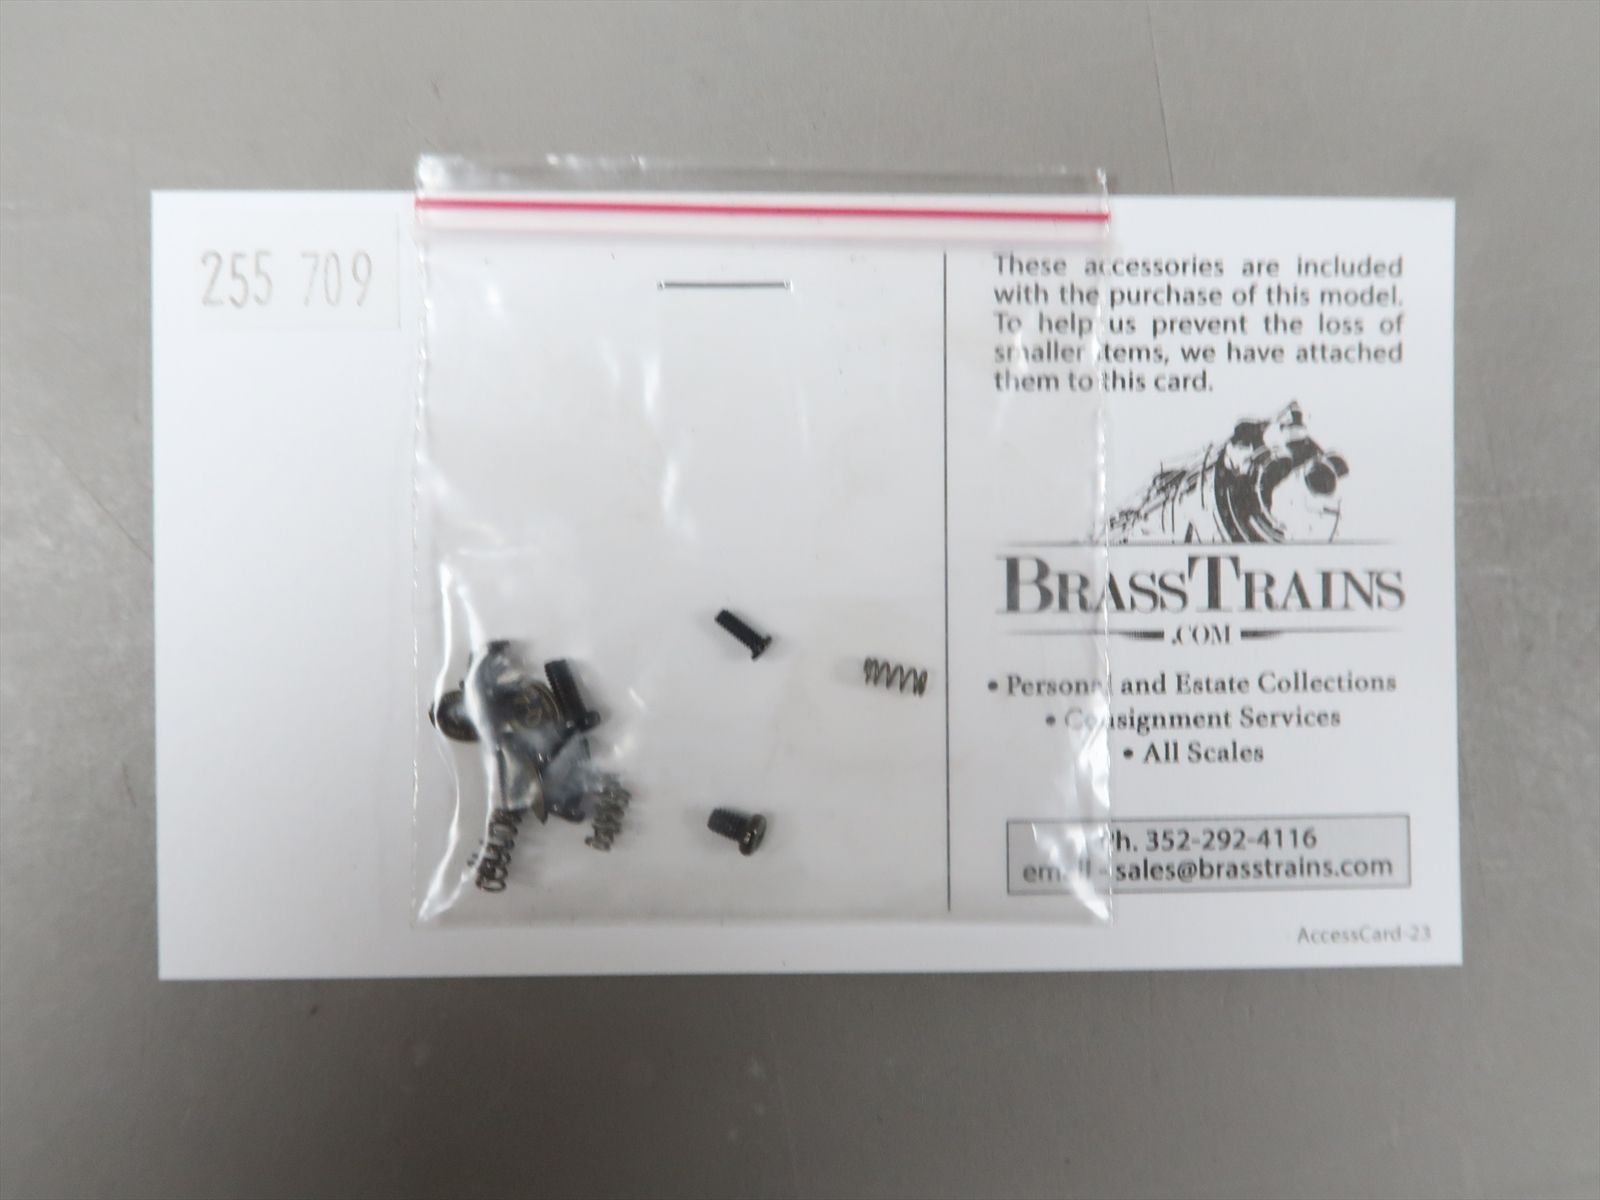 255 709
These accessories are included
with the purchase of this model.
To help us prevent the loss of
smaller items, we have attached
them to this card.
BRASSTRAINS
.COM
• Personal and Estate Collections
• Consignment Services
• All Scales
Ph. 352-292-4116
email - sales@brasstrains.com
AccessCard-23